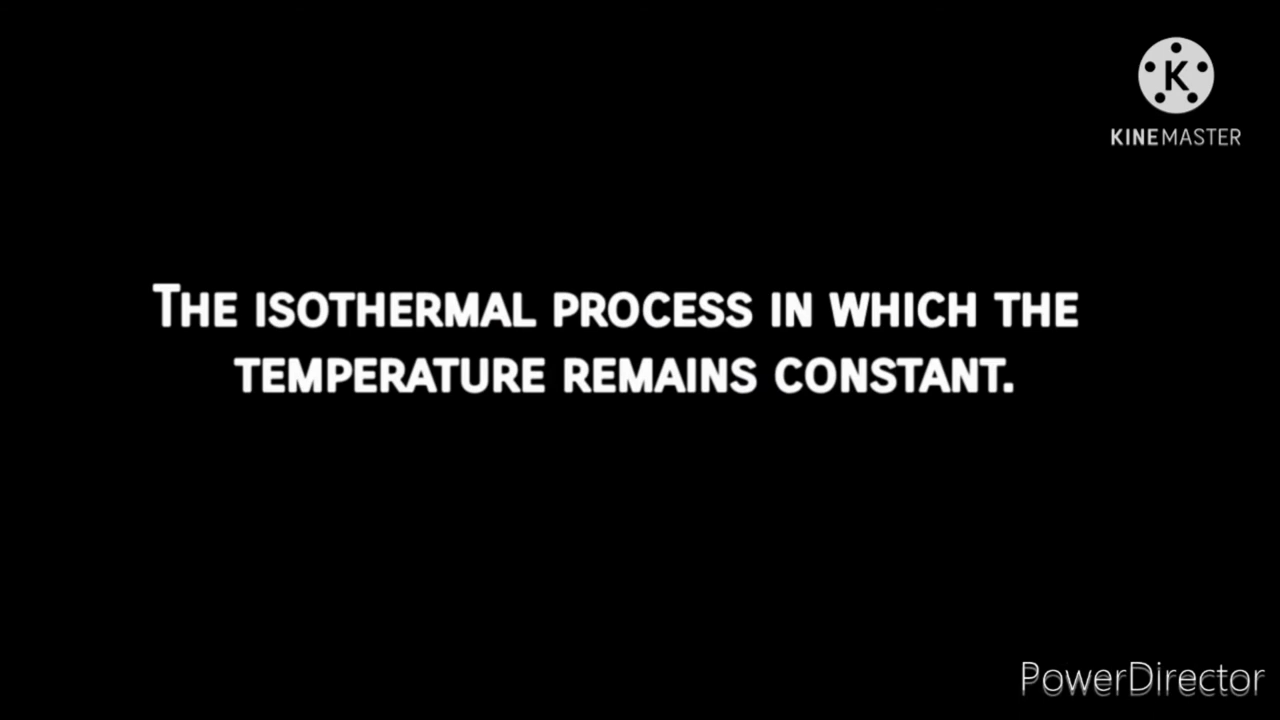 K
KINEMASTER
THE ISOTHERMAL PROCESS IN WHICH THE
TEMPERATURE REMAINS CONSTANT.
PowerDirector